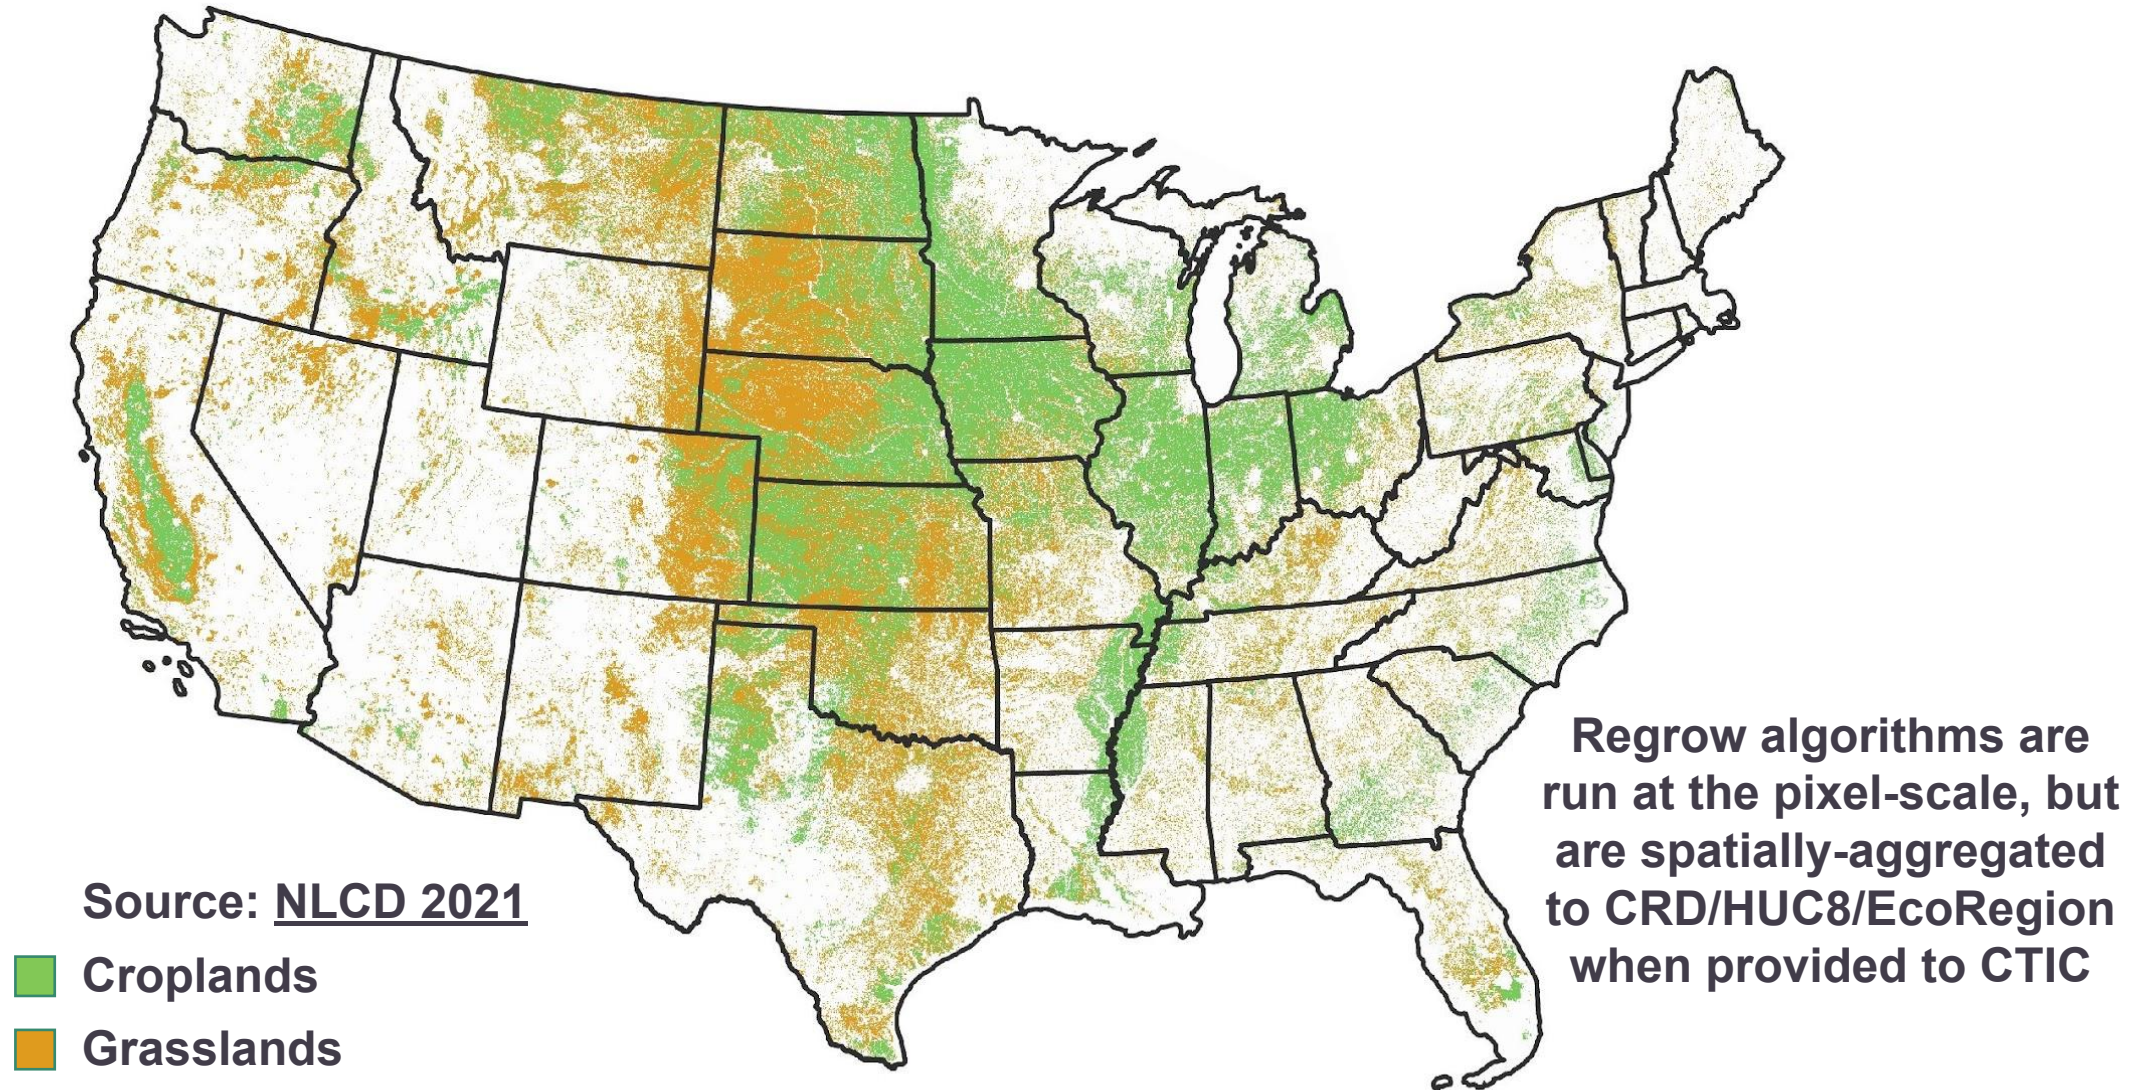 Regrow algorithms are
run at the pixel-scale, but
are spatially-aggregated
to CRD/HUC8/EcoRegion
when provided to CTIC
Source: NLCD 2021
Croplands
Grasslands